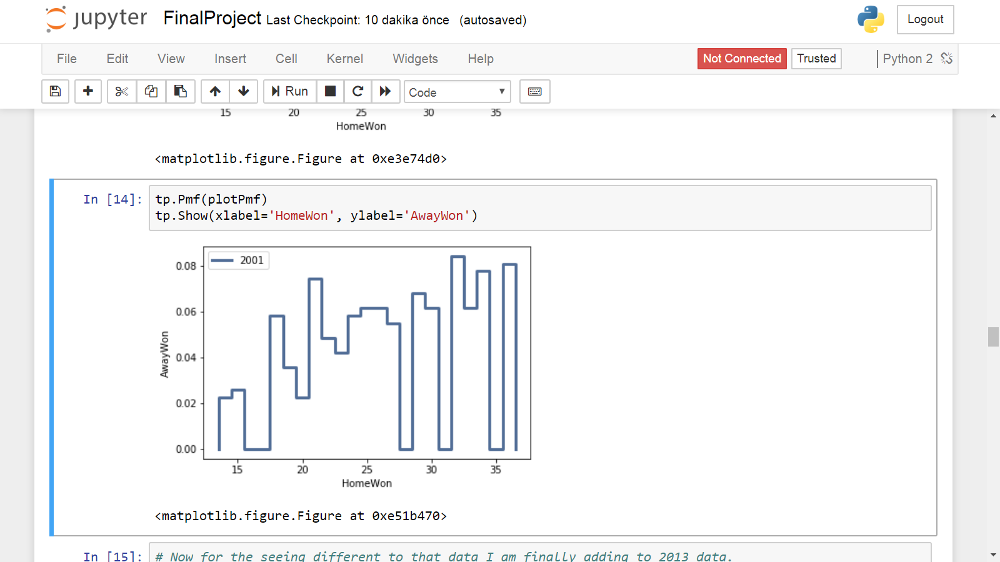 jupyter FinalProject Last Checkpoint: 10 dakika önce (autosaved) Logout
File Edit View Insert Cell Kernel Widgets Help Not Connected Trusted Python 2
Run Code
15 20 25 30 35
HomeWon
<matplotlib.figure.Figure at 0xe3e74d0>
In [14]: tp.Pmf(plotPmf)
tp.Show(xlabel='HomeWon', ylabel='AwayWon')
2001
0.08
0.06
0.04
0.02
0.00
AwayWon
15 20 25 30 35
HomeWon
<matplotlib.figure.Figure at 0xe51b470>
In [15]: # Now for the seeing different to that data I am finally adding to 2013 data.